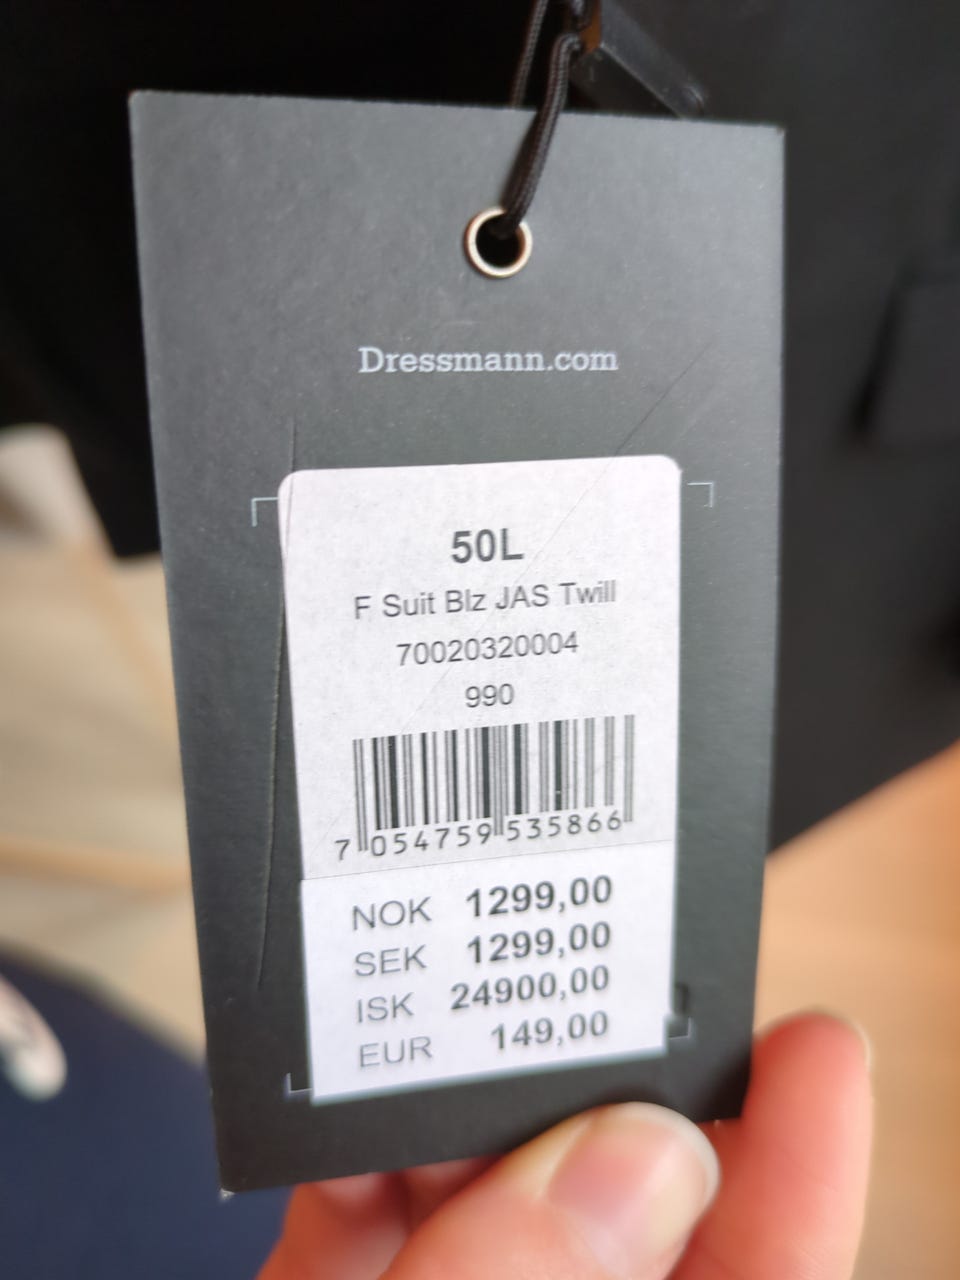 Dressmann.com
50L
F Suit Blz JAS Twill
70020320004
990
7 054759 535866
NOK 1299,00
SEK 1299,00
ISK 24900,00
EUR 149,00